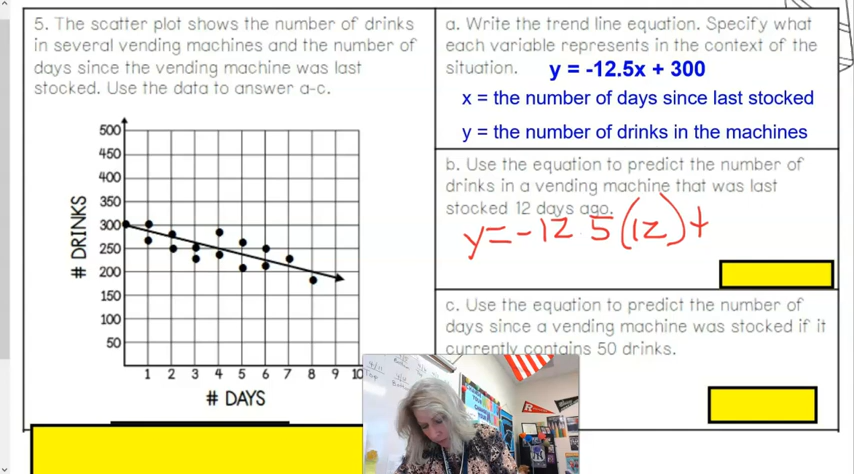 5. The scatter plot shows the number of drinks
in several vending machines and the number of
days since the vending machine was last
stocked. Use the data to answer a-c.
500
450
400
350
300
250
200
150
100
50
# DRINKS
1 2 3 4 5 6 7 8 9 10
# DAYS
a. Write the trend line equation. Specify what
each variable represents in the context of the
situation. y = -12.5x + 300
x = the number of days since last stocked
y = the number of drinks in the machines
b. Use the equation to predict the number of
drinks in a vending machine that was last
stocked 12 days ago.
y = -12.5(12) +
c. Use the equation to predict the number of
days since a vending machine was stocked if it
currently contains 50 drinks.